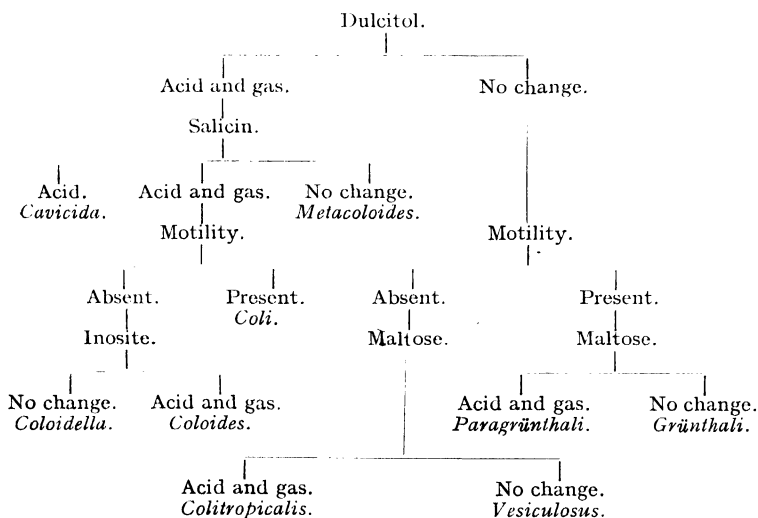 Dulcitol.
Acid and gas. No change.
Salicin.
Acid. Acid and gas. No change.
Cavicida. Metacoloides.
Motility. Motility.
Absent. Present. Absent. Present.
Coli.
Inosite. Maltose. Maltose.
No change. Acid and gas. Acid and gas. No change.
Coloidella. Coloides. Paragrünthali. Grünthali.
Acid and gas. No change.
Colitropicalis. Vesiculosus.